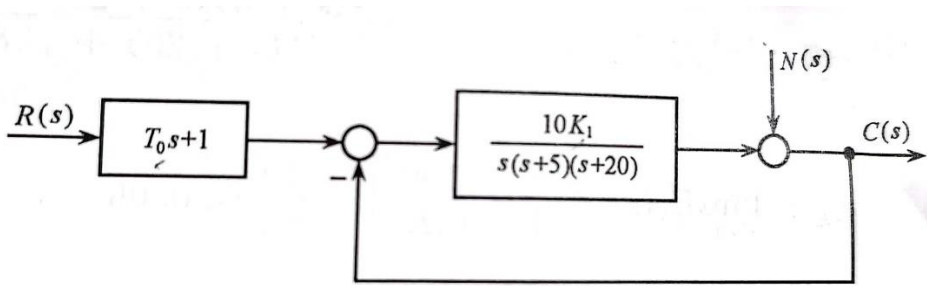 N(s)
R(s)
T₀s+1
10K₁
s(s+5)(s+20)
C(s)
−